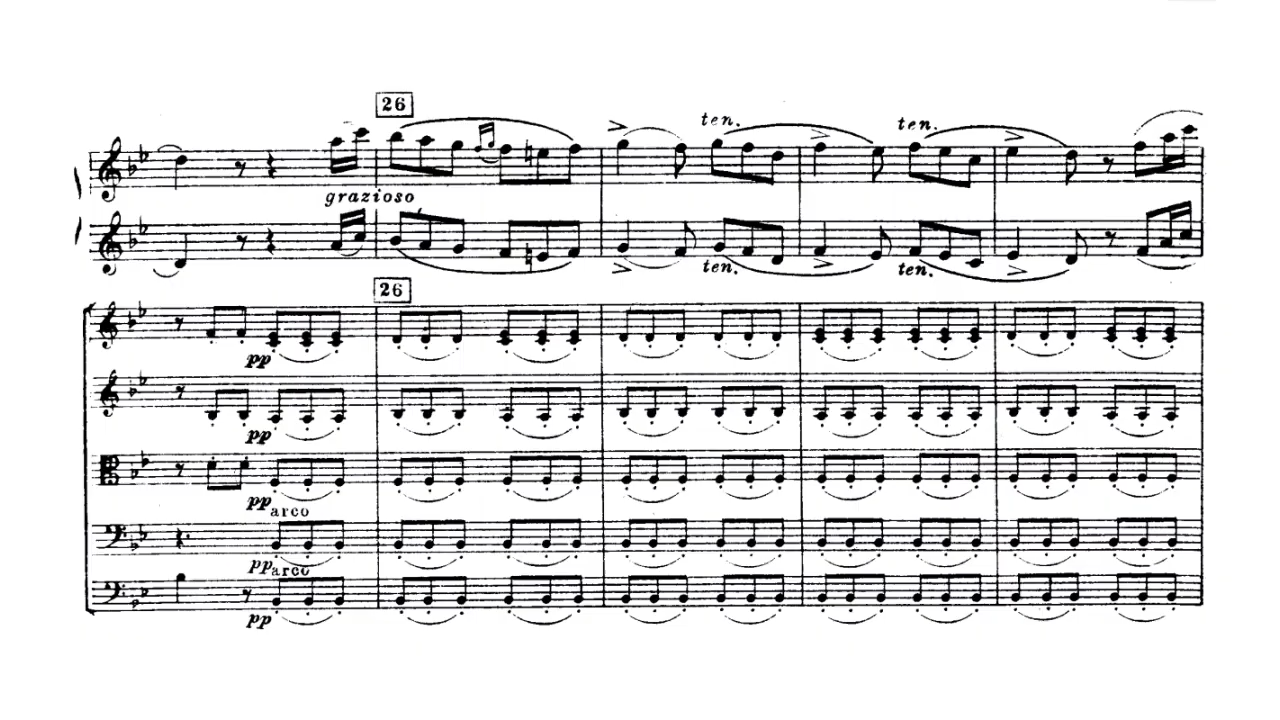 26
ten. ten.
grazioso
ten. ten.
26
pp
pp
pp
arco
pp arco
pp